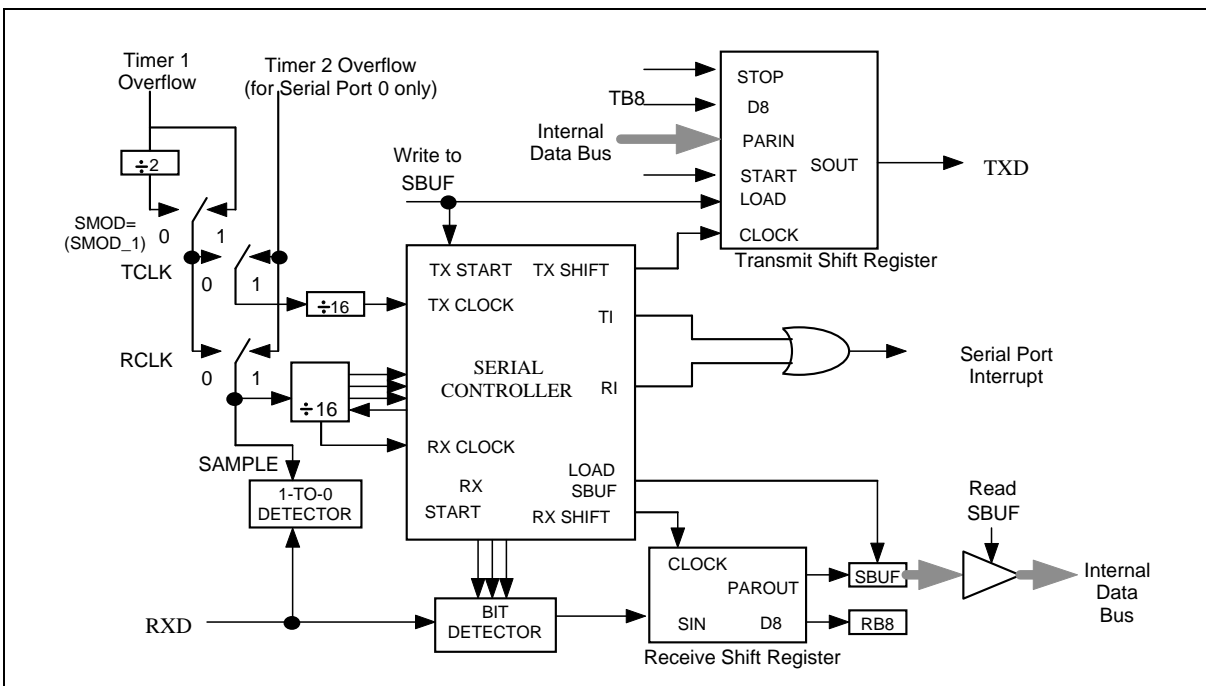 Timer 1
Overflow
Timer 2 Overflow
(for Serial Port 0 only)
÷2
SMOD=
(SMOD_1)
0
1
TCLK
0
1
÷16
RCLK
0
1
÷16
SAMPLE
1-TO-0
DETECTOR
RXD
Write to
SBUF
TX START
TX SHIFT
TX CLOCK
TI
SERIAL
CONTROLLER
RI
RX CLOCK
LOAD
SBUF
RX
START
RX SHIFT
BIT
DETECTOR
TB8
Internal
Data Bus
STOP
D8
PARIN
SOUT
START
LOAD
CLOCK
Transmit Shift Register
TXD
Serial Port
Interrupt
CLOCK
PAROUT
SIN
D8
Receive Shift Register
SBUF
RB8
Read
SBUF
Internal
Data
Bus